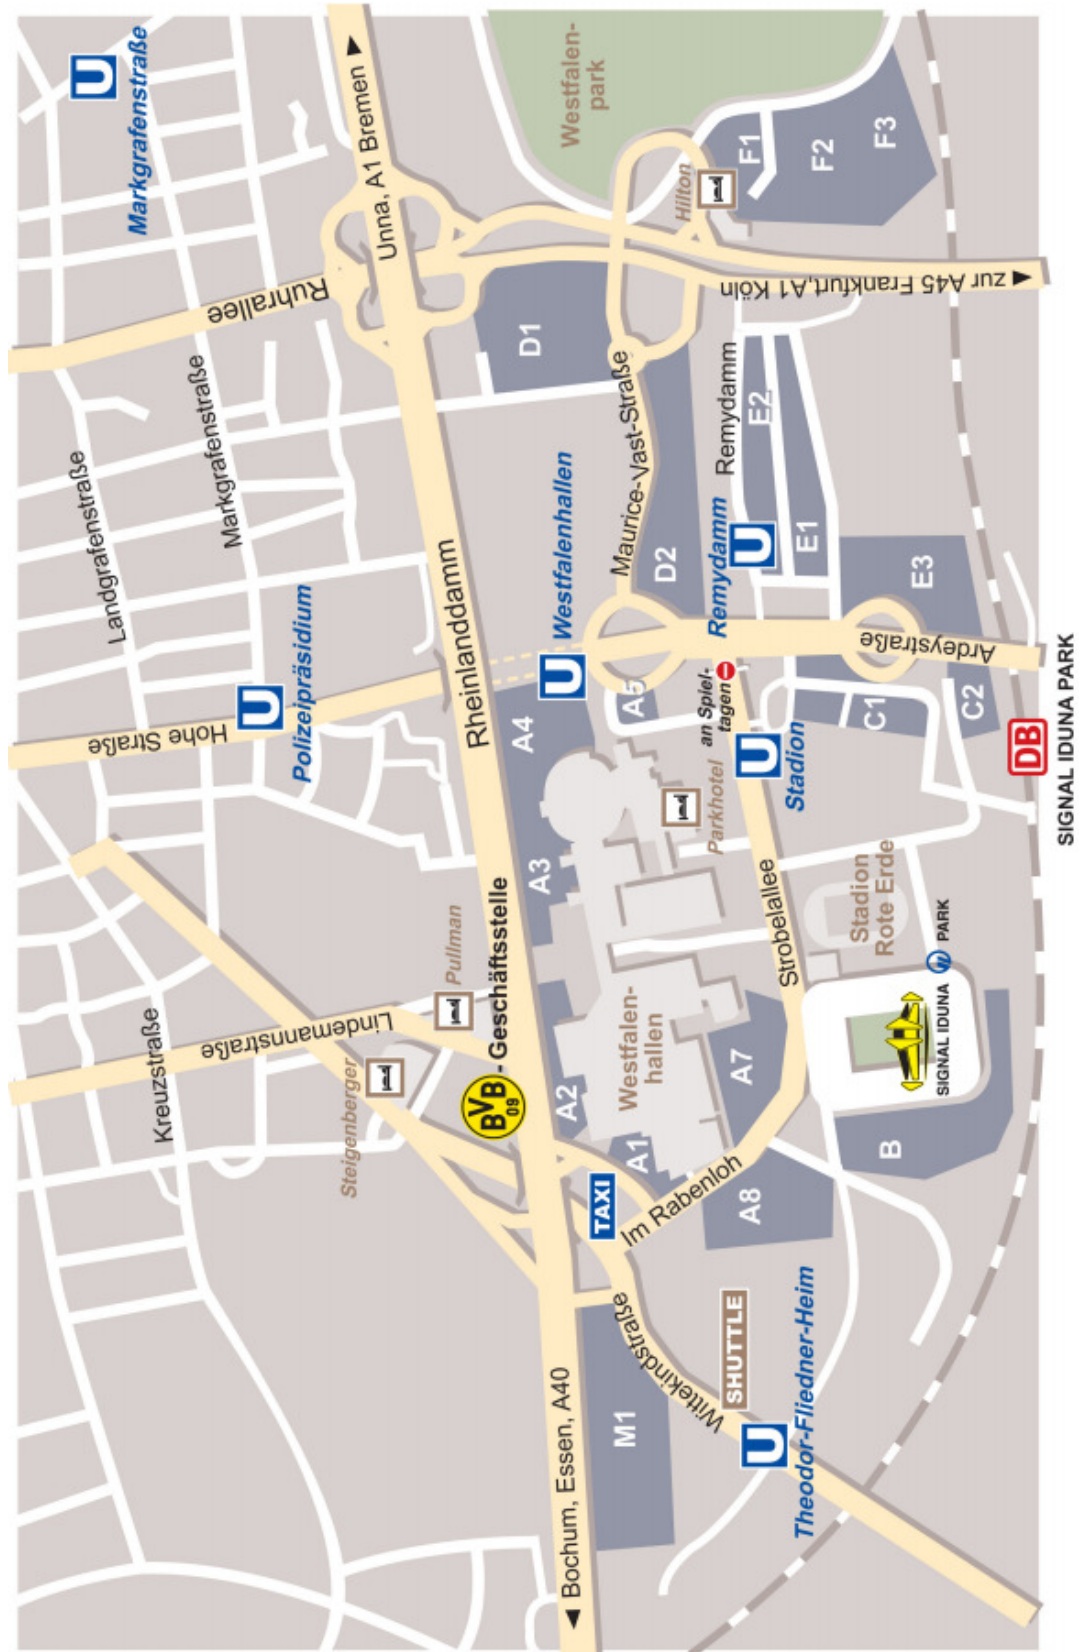 Markgrafenstraße
Unna, A1 Bremen
Westfalen-
park
Ruhrallee
Hilton
F1
F2
F3
zur A45 Frankfurt,A1 Köln
D1
Landgrafenstraße
Markgrafenstraße
Maurice-Vast-Straße
Remydamm
E2
E1
E3
D2
Hohe Straße
Polizeipräsidium
Rheinlanddamm
Westfalenhallen
Remydamm
Ardeystraße
A4
A5
an Spiel-
tagen
Stadion
C1
C2
DB
SIGNAL IDUNA PARK
Parkhotel
A3
Kreuzstraße
Lindemannstraße
Pullman
Steigenberger
BVB
09
-Geschäftsstelle
A2
A1
Westfalen-
hallen
A7
Strobelallee
Stadion
Rote Erde
SIGNAL IDUNA
PARK
B
A8
Im Rabenloh
TAXI
Wittekindstraße
SHUTTLE
M1
Bochum, Essen, A40
Theodor-Fliedner-Heim
U
U
U
U
U
U